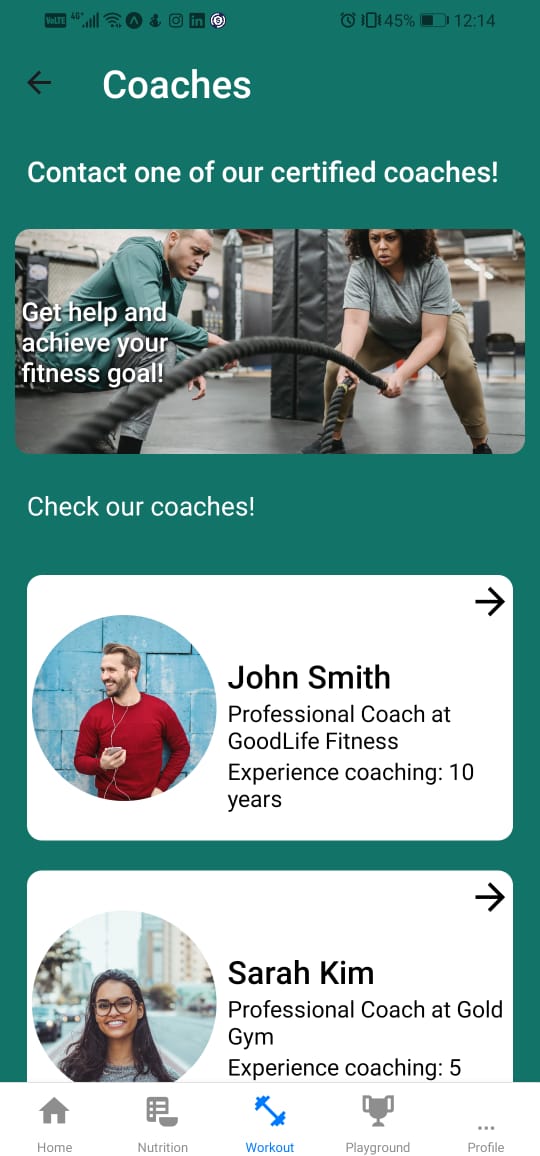 VoLTE 4G+ 45% 12:14
Coaches
Contact one of our certified coaches!
Get help and
achieve your
fitness goal!
Check our coaches!
John Smith
Professional Coach at
GoodLife Fitness
Experience coaching: 10
years
Sarah Kim
Professional Coach at Gold
Gym
Experience coaching: 5
Home Nutrition Workout Playground Profile